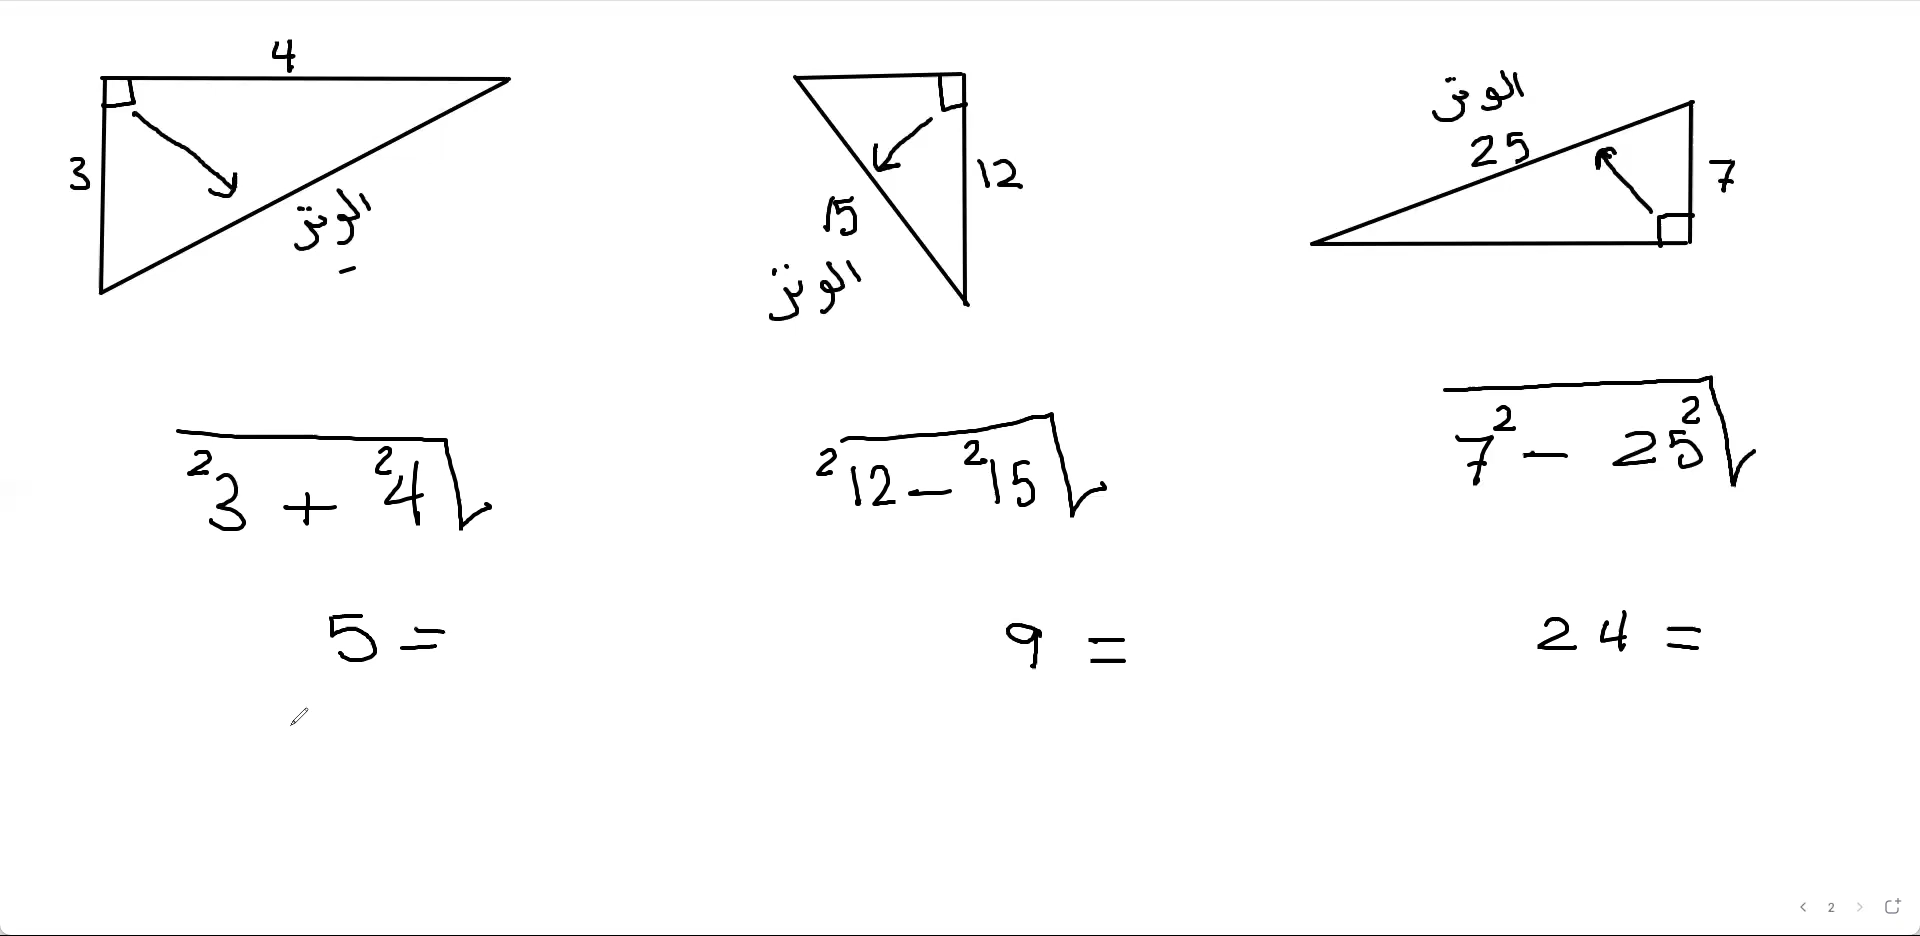 4
3
الوتر
12
15
الوتر
الوتر
25
7
√(4² + 3²)
= 5
√(15² − 12²)
= 9
√(25² − 7²)
= 24
2